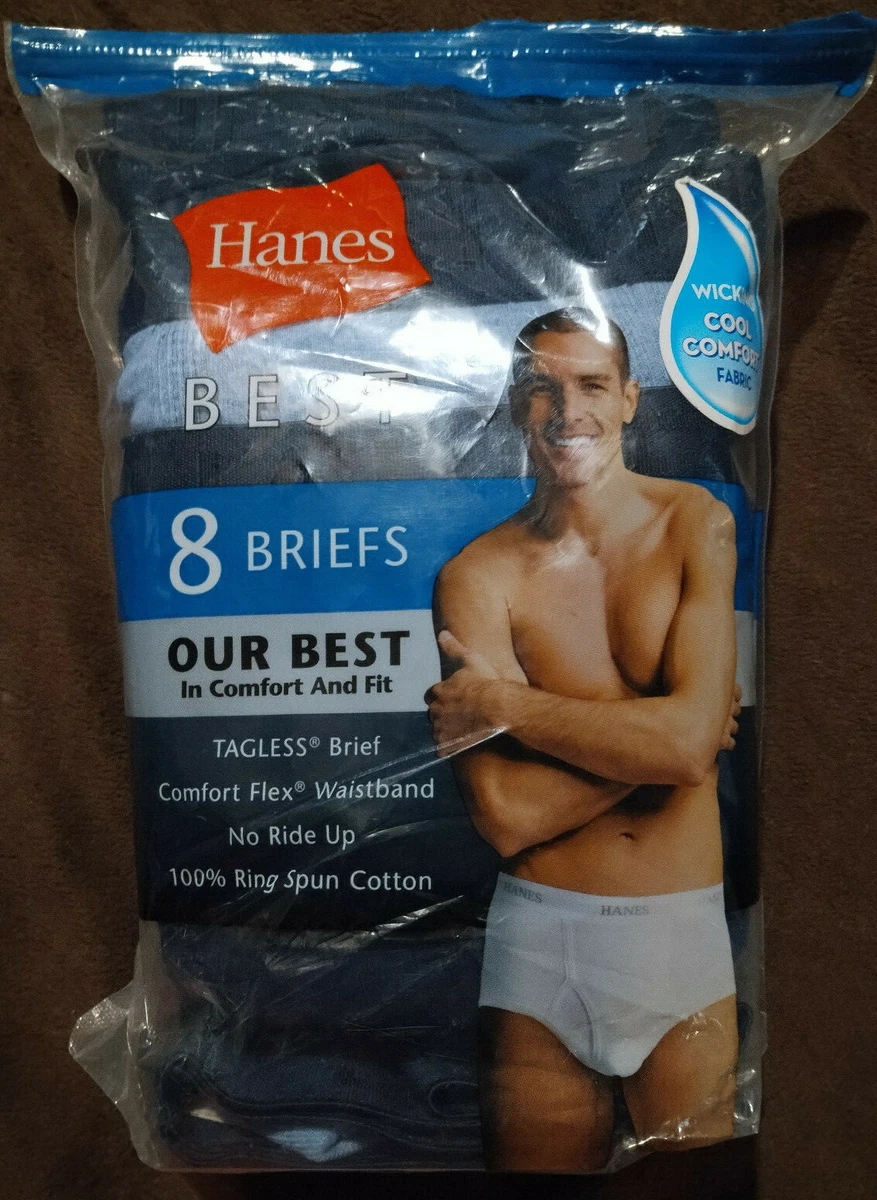 Hanes
BEST
WICKING
COOL
COMFORT
FABRIC
8 BRIEFS
OUR BEST
In Comfort And Fit
TAGLESS® Brief
Comfort Flex® Waistband
No Ride Up
100% Ring Spun Cotton
HANES
HANES